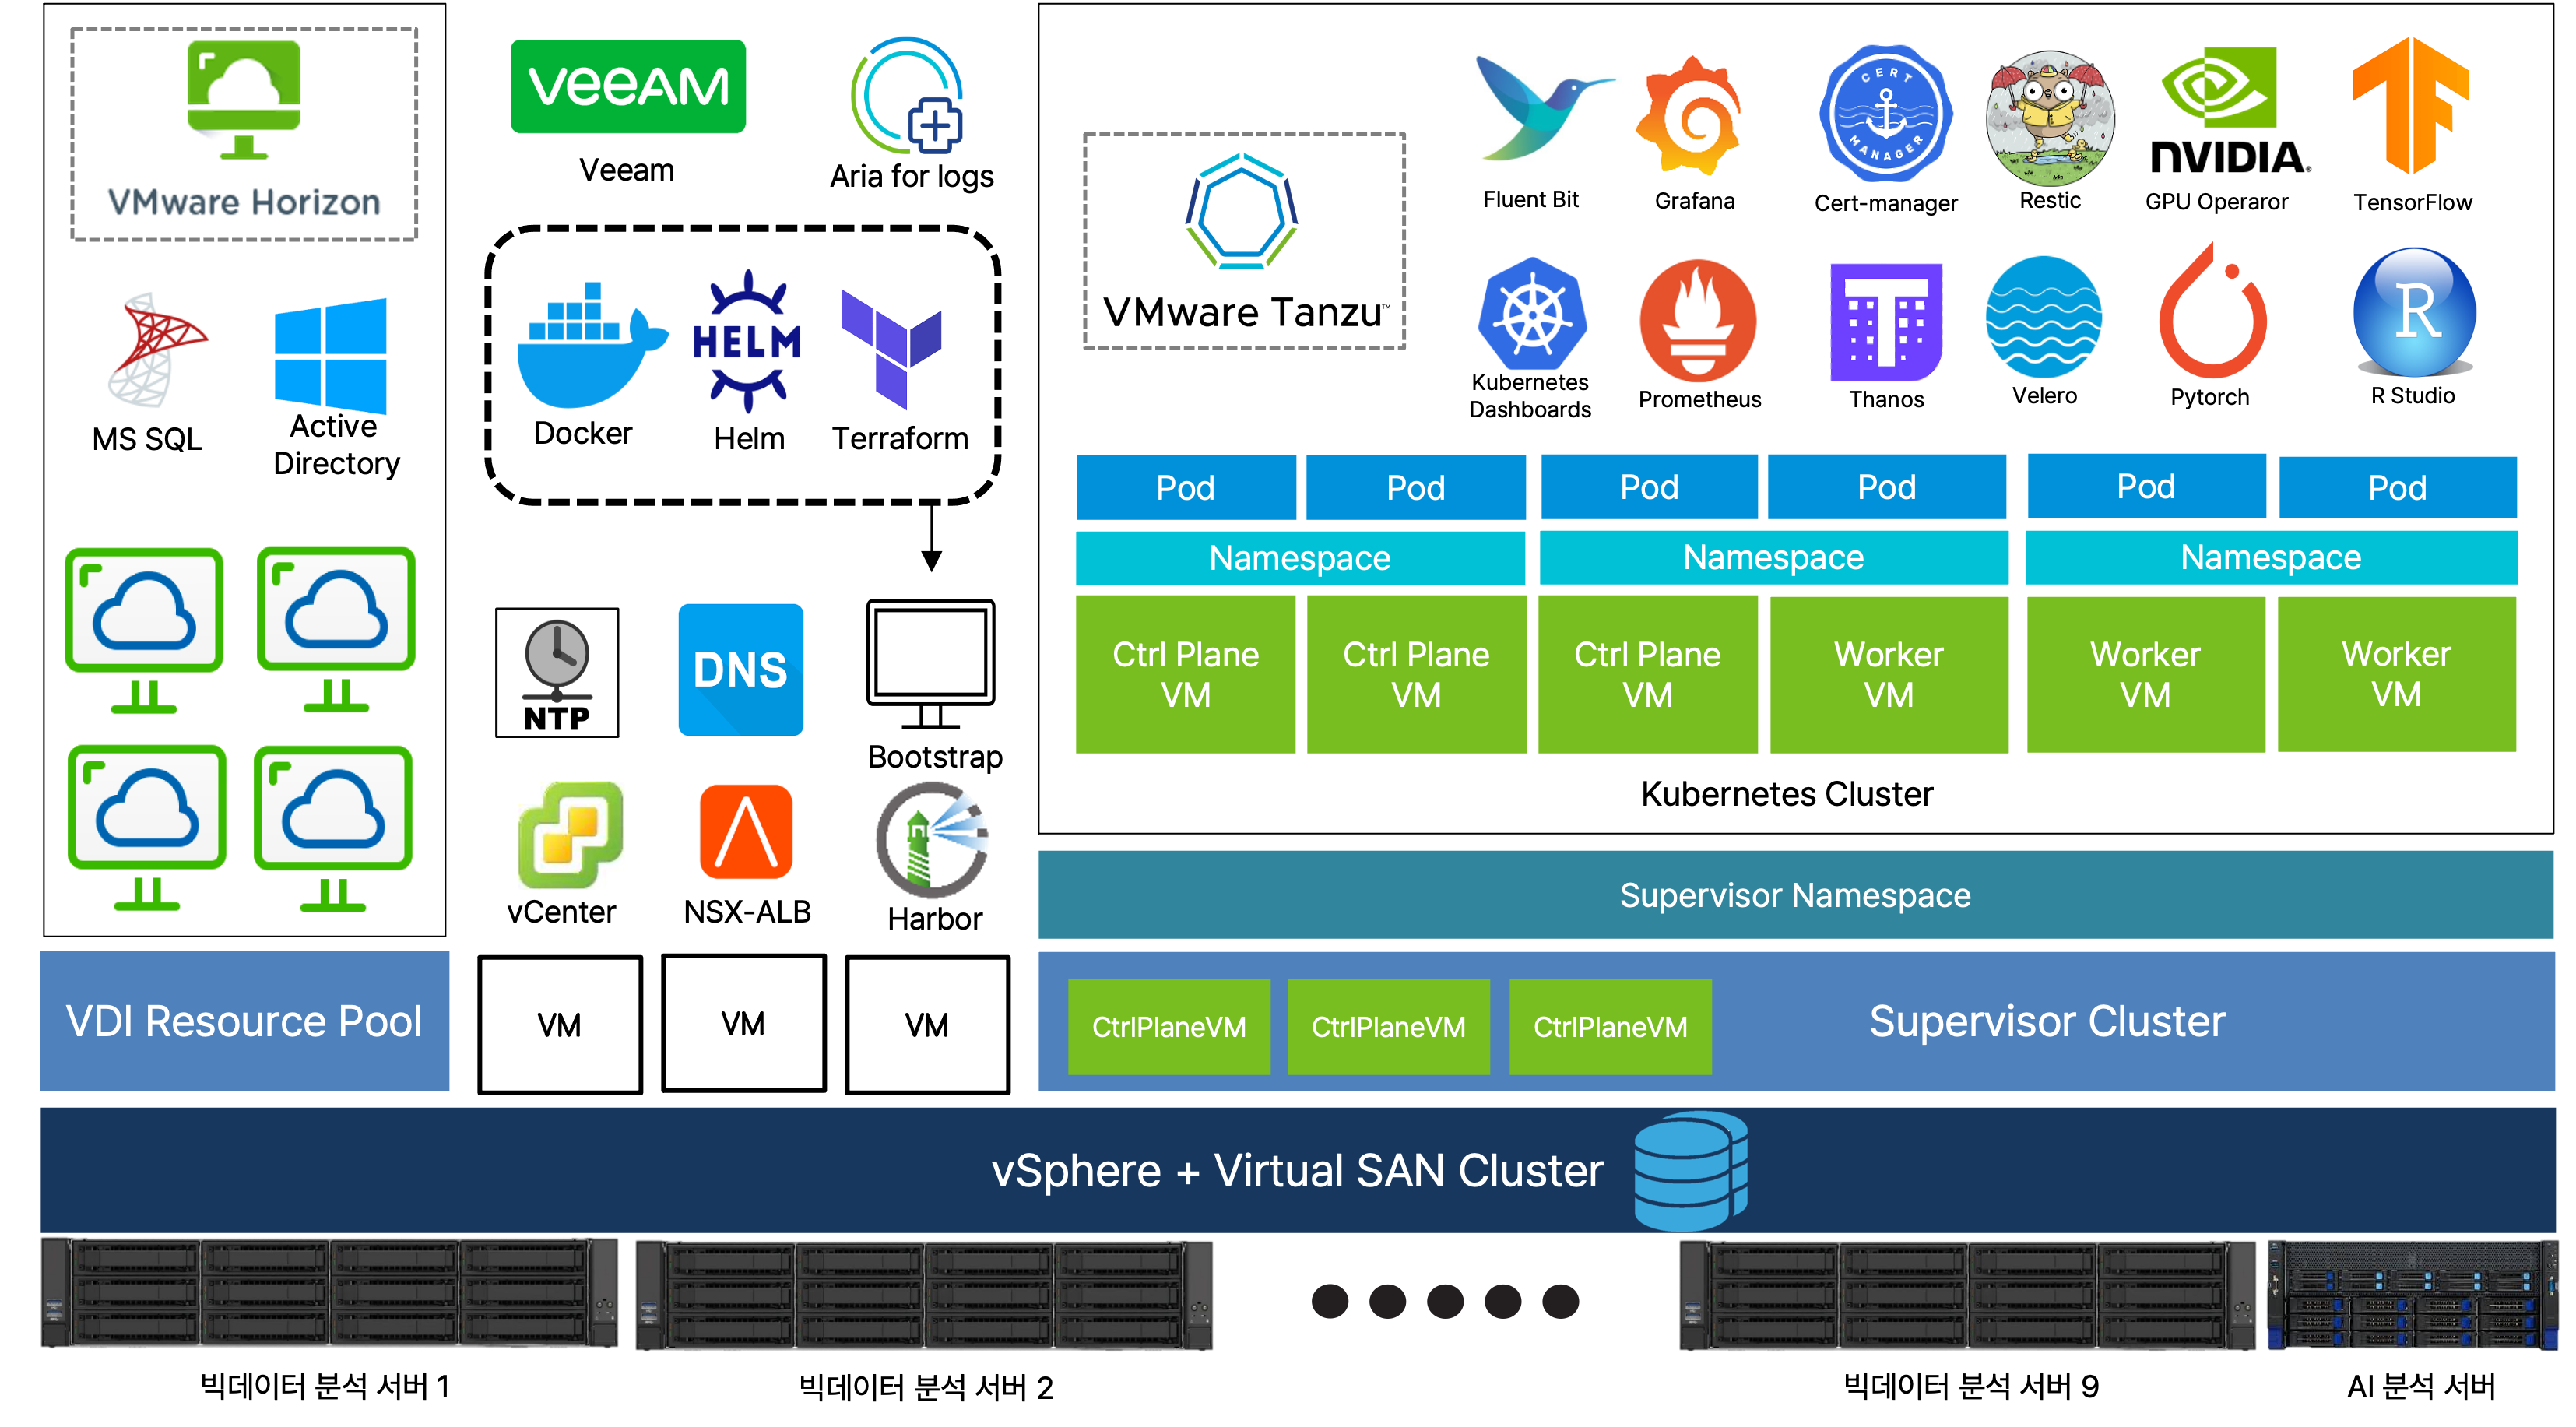 VMware Horizon
MS SQL
Active
Directory
VDI Resource Pool
veeAM
Veeam
Aria for logs
HELM
Docker
Helm
Terraform
NTP
DNS
Bootstrap
vCenter
NSX-ALB
Harbor
VM
VM
VM
VMware Tanzu™
Fluent Bit
Grafana
CERT
MANAGER
Cert-manager
Restic
NVIDIA®
GPU Operaror
TensorFlow
Kubernetes
Dashboards
Prometheus
T
Thanos
Velero
Pytorch
R
R Studio
Pod
Pod
Pod
Pod
Pod
Pod
Namespace
Namespace
Namespace
Ctrl Plane
VM
Ctrl Plane
VM
Ctrl Plane
VM
Worker
VM
Worker
VM
Worker
VM
Kubernetes Cluster
Supervisor Namespace
CtrlPlaneVM
CtrlPlaneVM
CtrlPlaneVM
Supervisor Cluster
vSphere + Virtual SAN Cluster
빅데이터 분석 서버 1
빅데이터 분석 서버 2
빅데이터 분석 서버 9
AI 분석 서버